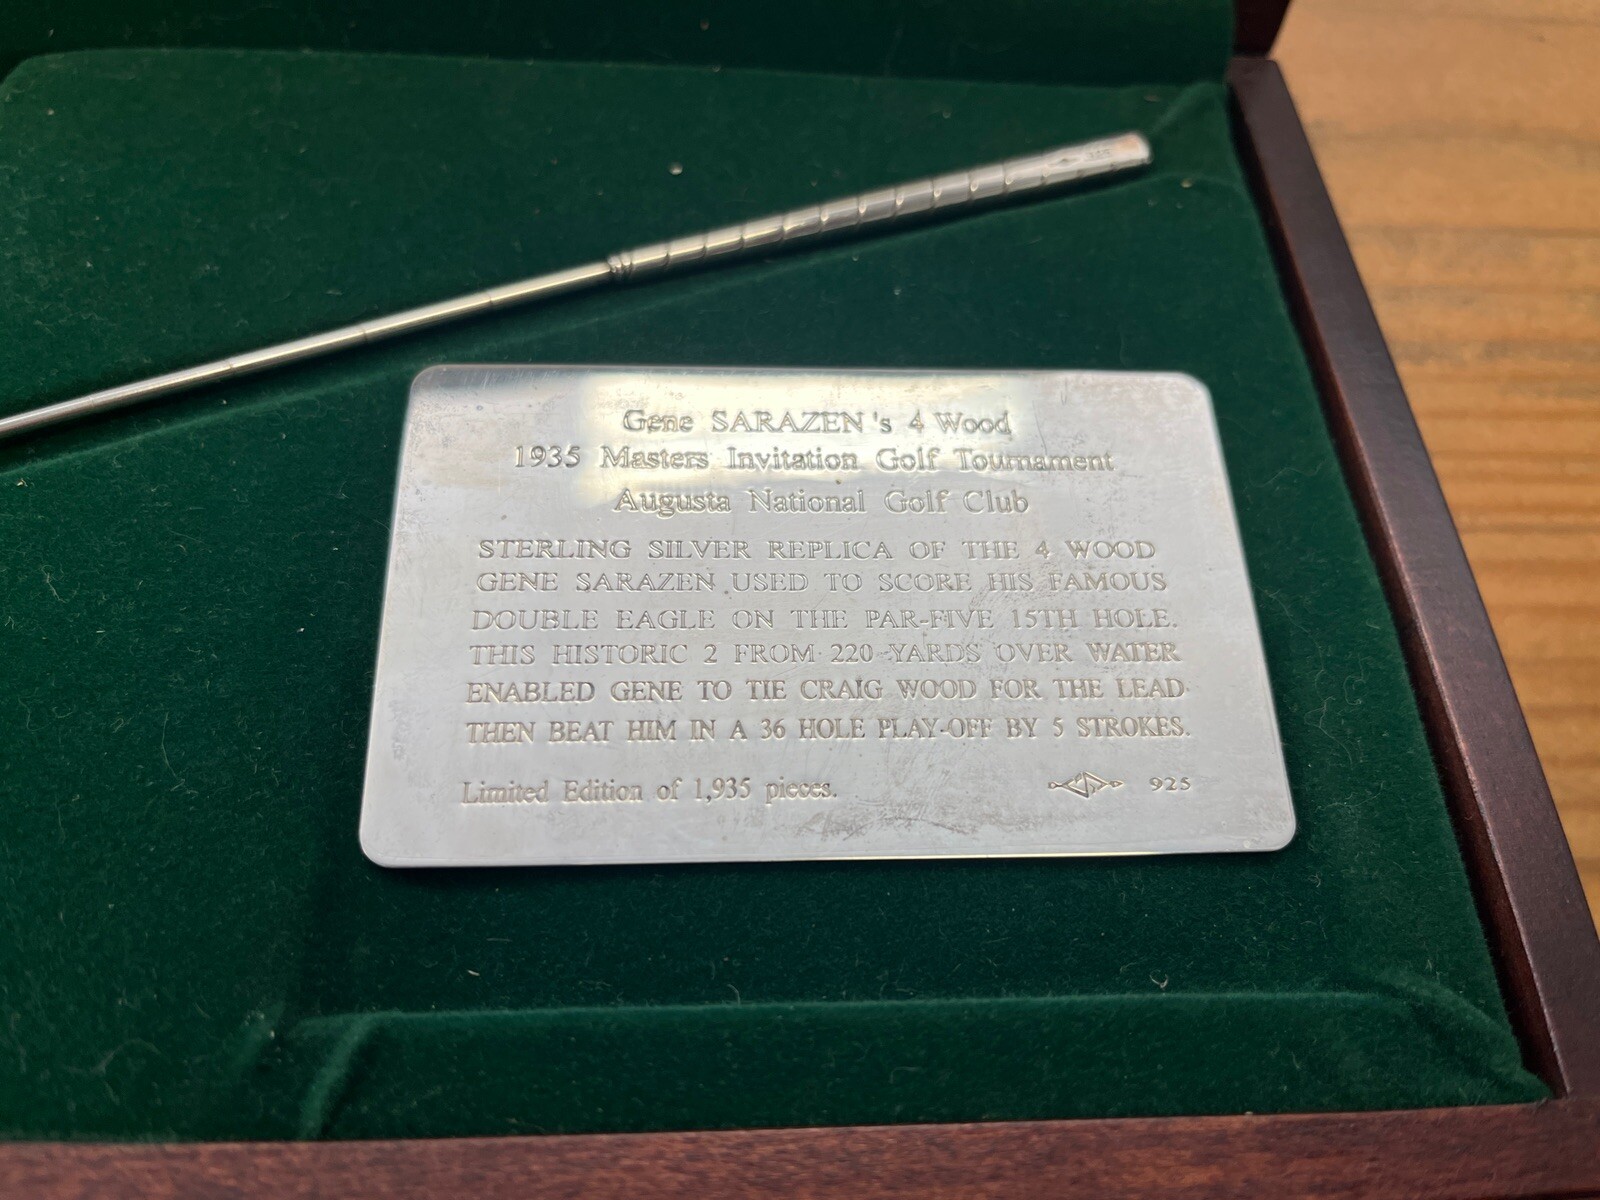 925
Gene SARAZEN's 4 Wood
1935 Masters Invitation Golf Tournament
Augusta National Golf Club
STERLING SILVER REPLICA OF THE 4 WOOD
GENE SARAZEN USED TO SCORE HIS FAMOUS
DOUBLE EAGLE ON THE PAR-FIVE 15TH HOLE.
THIS HISTORIC 2 FROM 220 YARDS OVER WATER
ENABLED GENE TO TIE CRAIG WOOD FOR THE LEAD
THEN BEAT HIM IN A 36 HOLE PLAY-OFF BY 5 STROKES.
Limited Edition of 1,935 pieces. 925